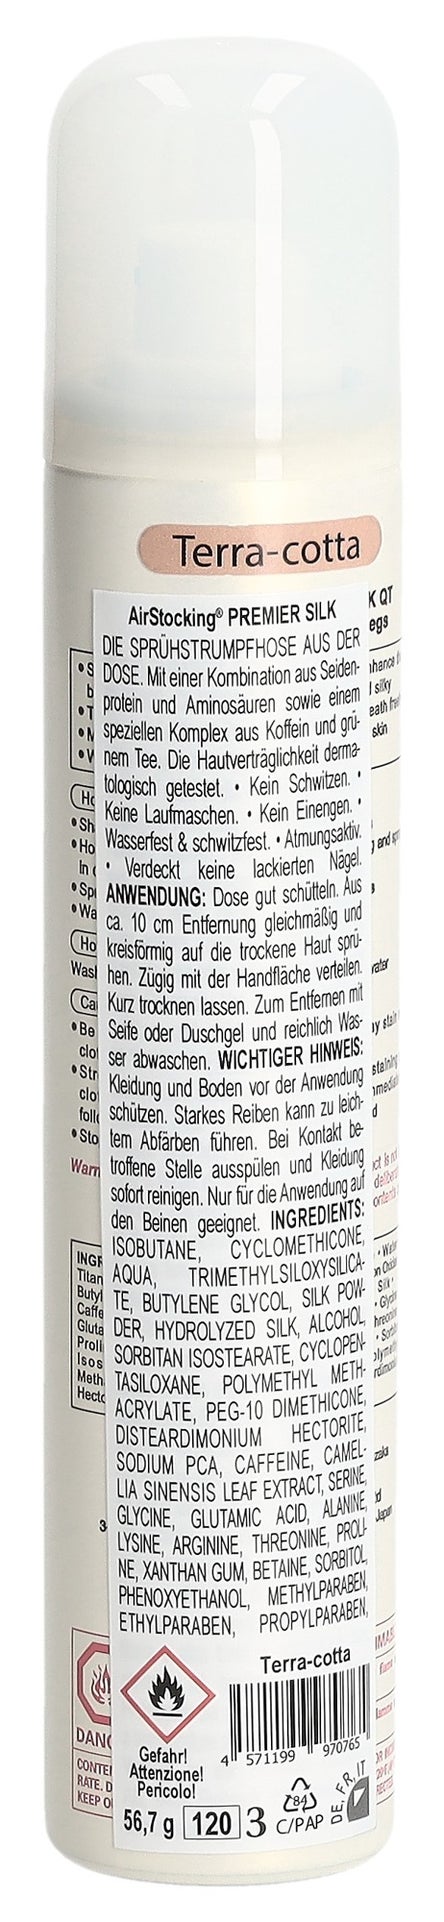 Terra-cotta
AirStocking® PREMIER SILK
DIE SPRÜHSTRUMPFHOSE AUS DER
DOSE. Mit einer Kombination aus Seiden-
protein und Aminosäuren sowie einem
speziellen Komplex aus Koffein und grü-
nem Tee. Die Hautverträglichkeit derma-
tologisch getestet. • Kein Schwitzen. •
Keine Laufmaschen. • Kein Einengen. •
Wasserfest & schwitzfest. • Atmungsaktiv.
• Verdeckt keine lackierten Nägel.
ANWENDUNG: Dose gut schütteln. Aus
ca. 10 cm Entfernung gleichmäßig und
kreisförmig auf die trockene Haut sprü-
hen. Zügig mit der Handfläche verteilen.
Kurz trocknen lassen. Zum Entfernen mit
Seife oder Duschgel und reichlich Was-
ser abwaschen. WICHTIGER HINWEIS:
Kleidung und Boden vor der Anwendung
schützen. Starkes Reiben kann zu leich-
tem Abfärben führen. Bei Kontakt be-
troffene Stelle ausspülen und Kleidung
sofort reinigen. Nur für die Anwendung auf
den Beinen geeignet. INGREDIENTS:
ISOBUTANE, CYCLOMETHICONE,
AQUA, TRIMETHYLSILOXYSILICA-
TE, BUTYLENE GLYCOL, SILK POW-
DER, HYDROLYZED SILK, ALCOHOL,
SORBITAN ISOSTEARATE, CYCLOPEN-
TASILOXANE, POLYMETHYL METH-
ACRYLATE, PEG-10 DIMETHICONE,
DISTEARDIMONIUM HECTORITE,
SODIUM PCA, CAFFEINE, CAMEL-
LIA SINENSIS LEAF EXTRACT, SERINE,
GLYCINE, GLUTAMIC ACID, ALANINE,
LYSINE, ARGININE, THREONINE, PROLI-
NE, XANTHAN GUM, BETAINE, SORBITOL,
PHENOXYETHANOL, METHYLPARABEN,
ETHYLPARABEN, PROPYLPARABEN,
Terra-cotta
4 571199 970765
Gefahr!
Attenzione!
Pericolo!
56,7 g 120 3
84
C/PAP
DE, FR, IT